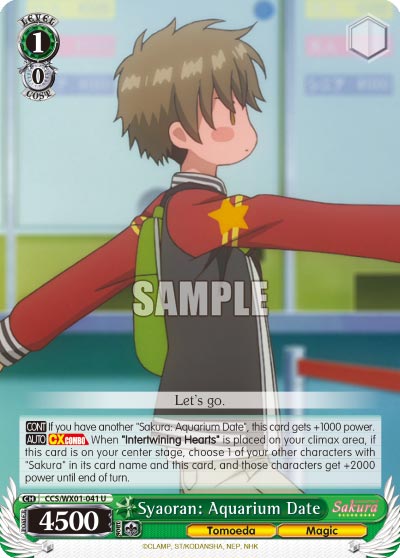 LEVEL
1
0
COST
SAMPLE
Let's go.
CONT If you have another "Sakura: Aquarium Date", this card gets +1000 power.
AUTO CXCOMBO When "Intertwining Hearts" is placed on your climax area, if
this card is on your center stage, choose 1 of your other characters with
"Sakura" in its card name and this card, and those characters get +2000
power until end of turn.
CH CCS/WX01-041 U
POWER 4500
Syaoran: Aquarium Date
Sakura
Tomoeda Magic
©CLAMP, ST/KODANSHA, NEP, NHK